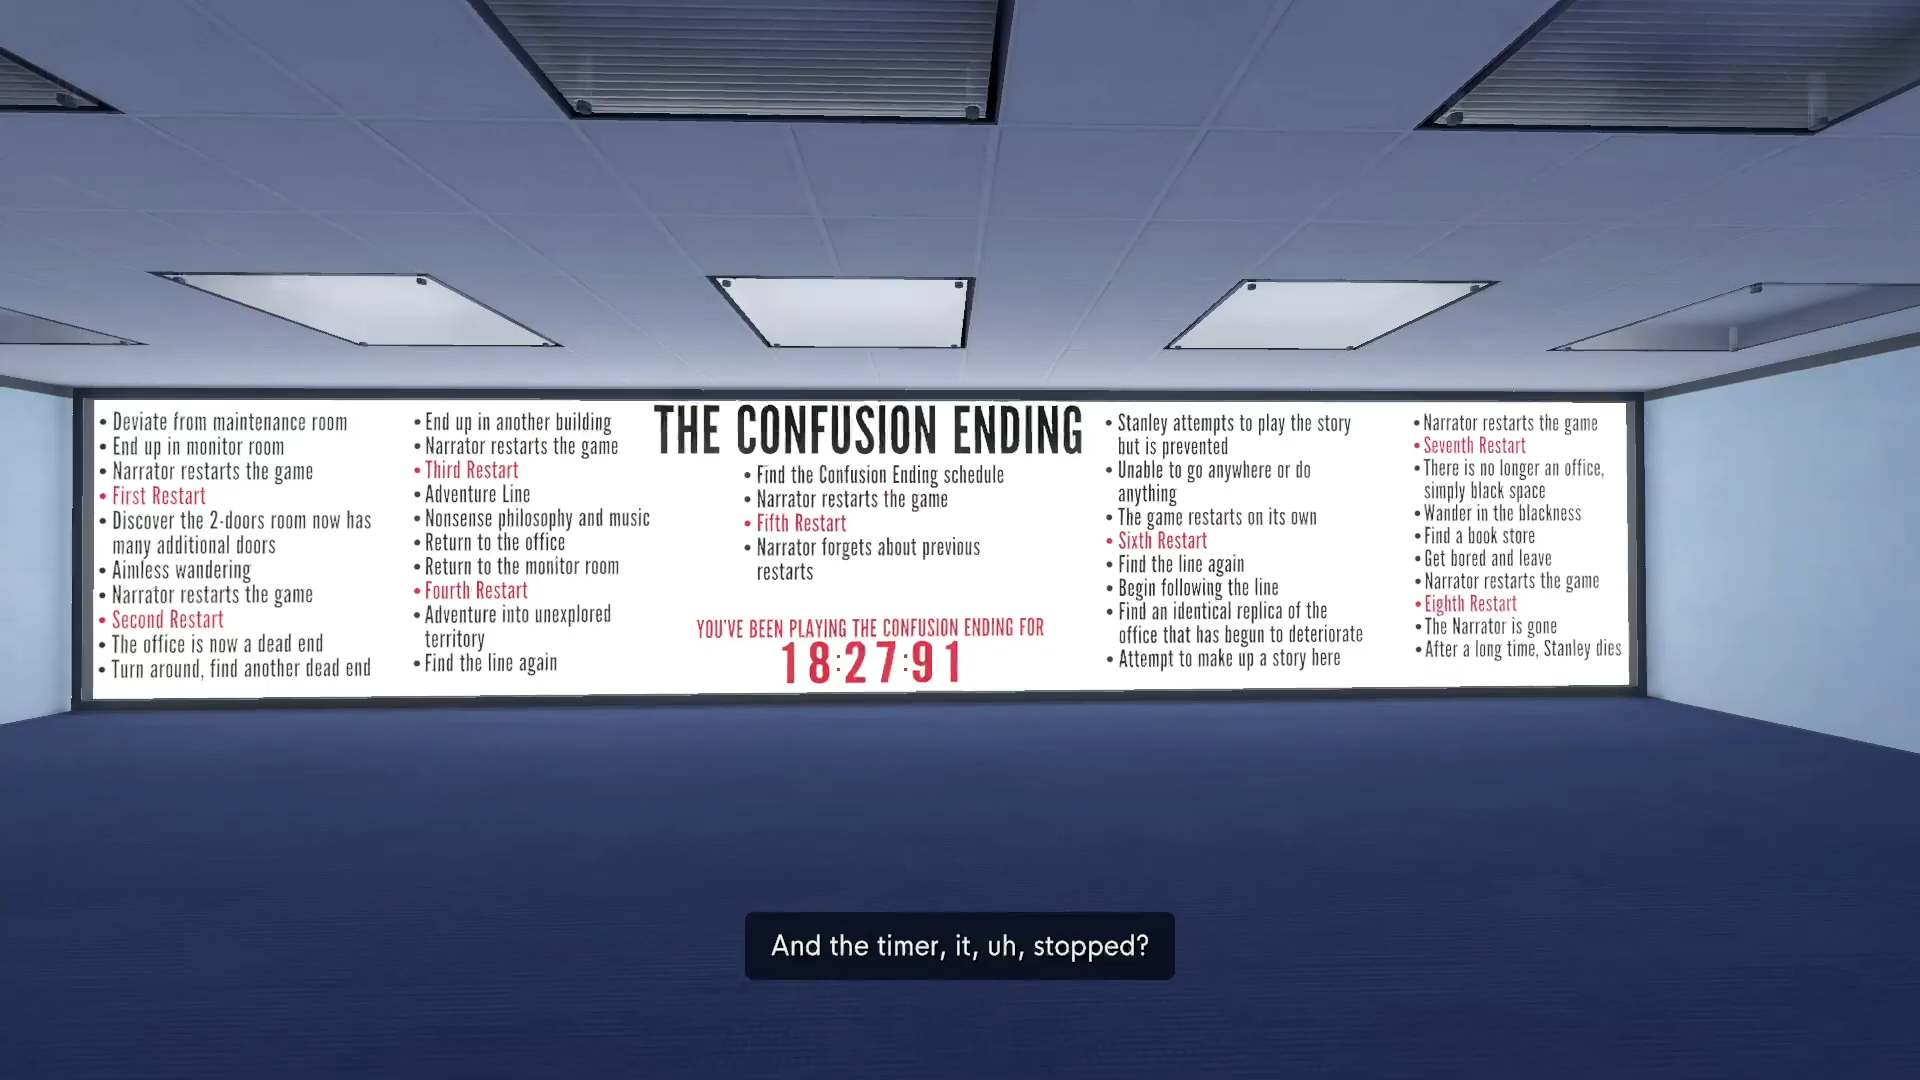 • Deviate from maintenance room
• End up in monitor room
• Narrator restarts the game
• First Restart
• Discover the 2-doors room now has
many additional doors
• Aimless wandering
• Narrator restarts the game
• Second Restart
• The office is now a dead end
• Turn around, find another dead end
• End up in another building
• Narrator restarts the game
• Third Restart
• Adventure Line
• Nonsense philosophy and music
• Return to the office
• Return to the monitor room
• Fourth Restart
• Adventure into unexplored
territory
• Find the line again
THE CONFUSION ENDING
• Find the Confusion Ending schedule
• Narrator restarts the game
• Fifth Restart
• Narrator forgets about previous
restarts
YOU'VE BEEN PLAYING THE CONFUSION ENDING FOR
18:27:91
• Stanley attempts to play the story
but is prevented
• Unable to go anywhere or do
anything
• The game restarts on its own
• Sixth Restart
• Find the line again
• Begin following the line
• Find an identical replica of the
office that has begun to deteriorate
• Attempt to make up a story here
• Narrator restarts the game
• Seventh Restart
• There is no longer an office,
simply black space
• Wander in the blackness
• Find a book store
• Get bored and leave
• Narrator restarts the game
• Eighth Restart
• The Narrator is gone
• After a long time, Stanley dies
And the timer, it, uh, stopped?